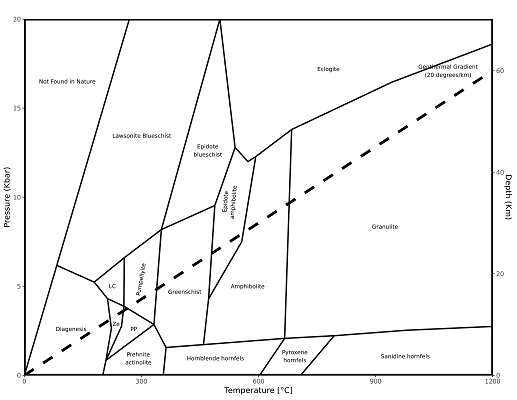 20
15
10
5
0
Pressure (Kbar)
Not Found in Nature
Lawsonite Blueschist
Epidote
blueschist
Eclogite
Geothermal Gradient
(20 degrees/km)
Epidote
amphibolite
Granulite
LC
Pumpellyise
Greenschist
Amphibolite
Diagenesis
Ze
PP
Prehnite
actinolite
Hornblende hornfels
Pyroxene
hornfels
Sanidine hornfels
60
40
20
0
Depth (Km)
0
300
600
900
1200
Temperature [°C]